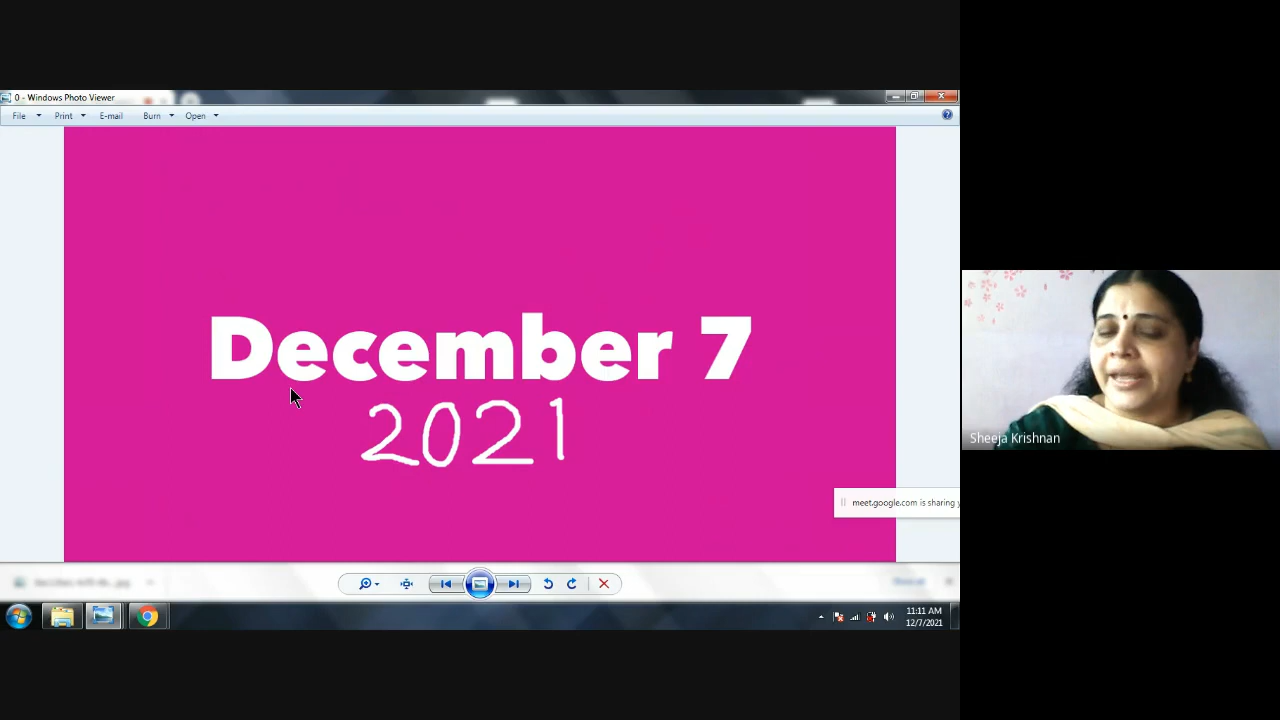 0 - Windows Photo Viewer
File Print E-mail Burn Open
December 7
2021
Sheeja Krishnan
meet.google.com is sharing
11:11 AM
12/7/2021